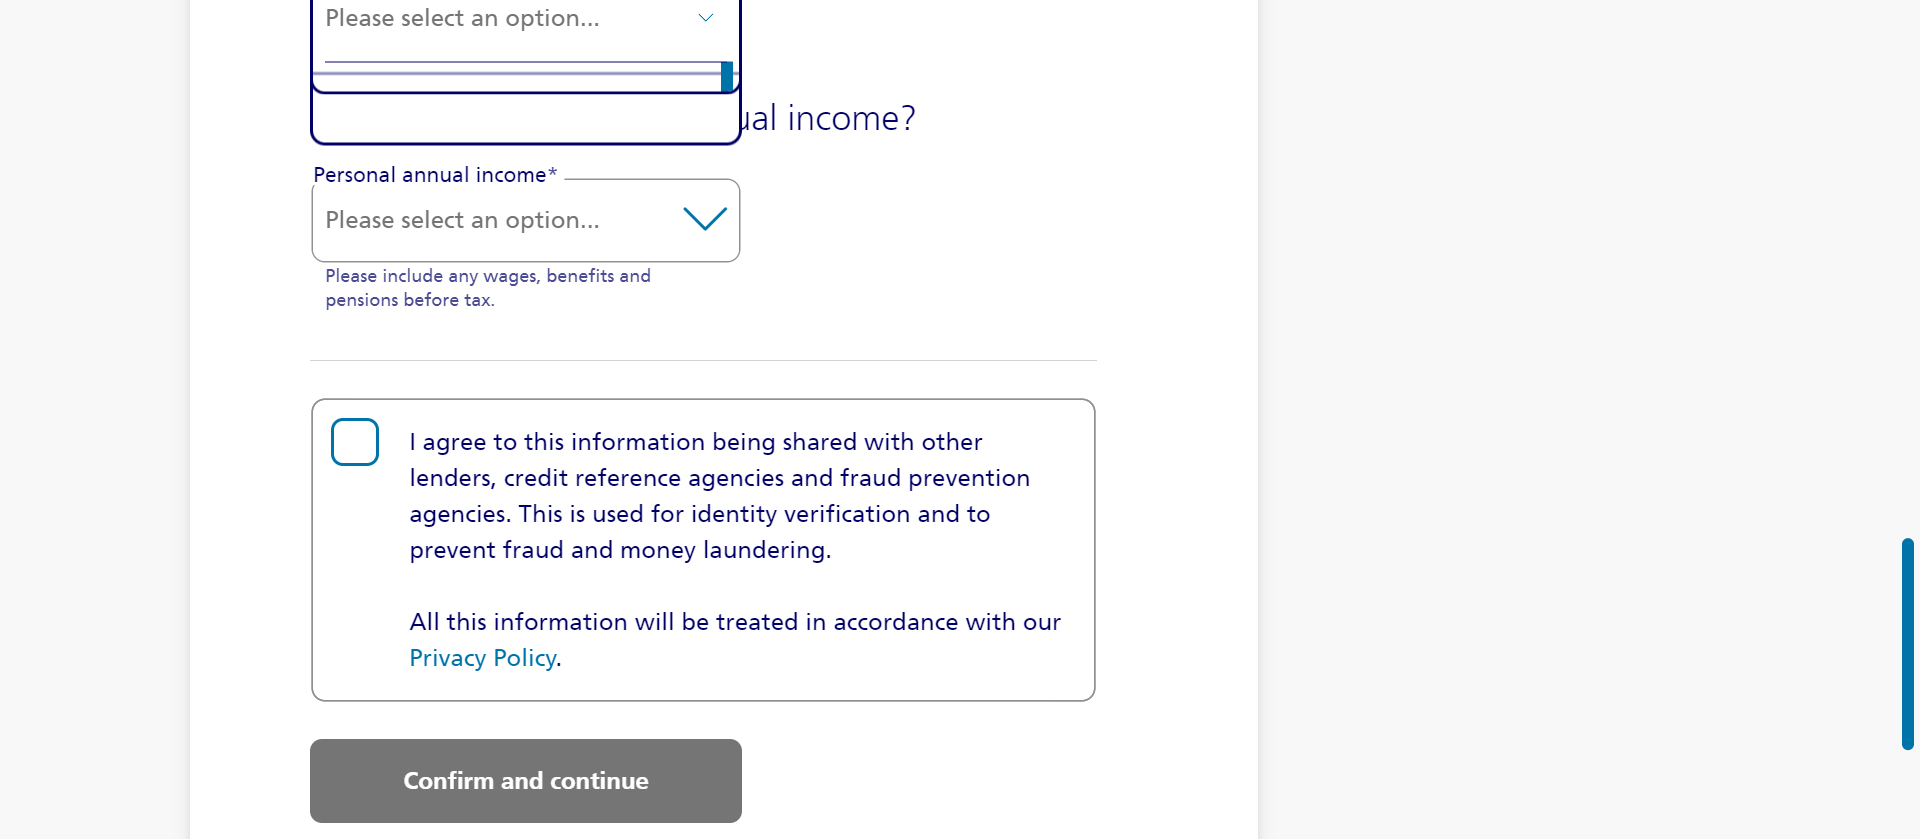 Please select an option...
ual income?
Personal annual income*
Please select an option...
Please include any wages, benefits and
pensions before tax.
I agree to this information being shared with other
lenders, credit reference agencies and fraud prevention
agencies. This is used for identity verification and to
prevent fraud and money laundering.
All this information will be treated in accordance with our
Privacy Policy.
Confirm and continue